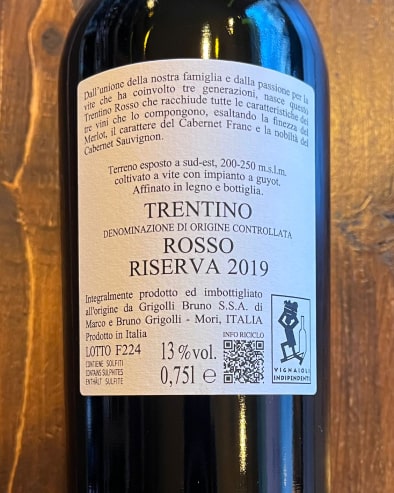 Dall'unione della nostra famiglia e dalla passione per la
vite che ha coinvolto tre generazioni, nasce questo
Trentino Rosso che racchiude tutte le caratteristiche dei
tre vini che lo compongono, esaltando la finezza del
Merlot, il carattere del Cabernet Franc e la nobiltà del
Cabernet Sauvignon.
Terreno esposto a sud-est, 200-250 m.s.l.m.
coltivato a vite con impianto a guyot.
Affinato in legno e bottiglia.
TRENTINO
DENOMINAZIONE DI ORIGINE CONTROLLATA
ROSSO
RISERVA 2019
Integralmente prodotto ed imbottigliato
all'origine da Grigolli Bruno S.S.A. di
Marco e Bruno Grigolli - Mori, ITALIA
Prodotto in Italia
INFO RICICLO
LOTTO F224
13 % vol.
CONTIENE SOLFITI
CONTAINS SULPHITES
ENTHÄLT SULFITE
0,75l e
VIGNAIOLI
INDIPENDENTI